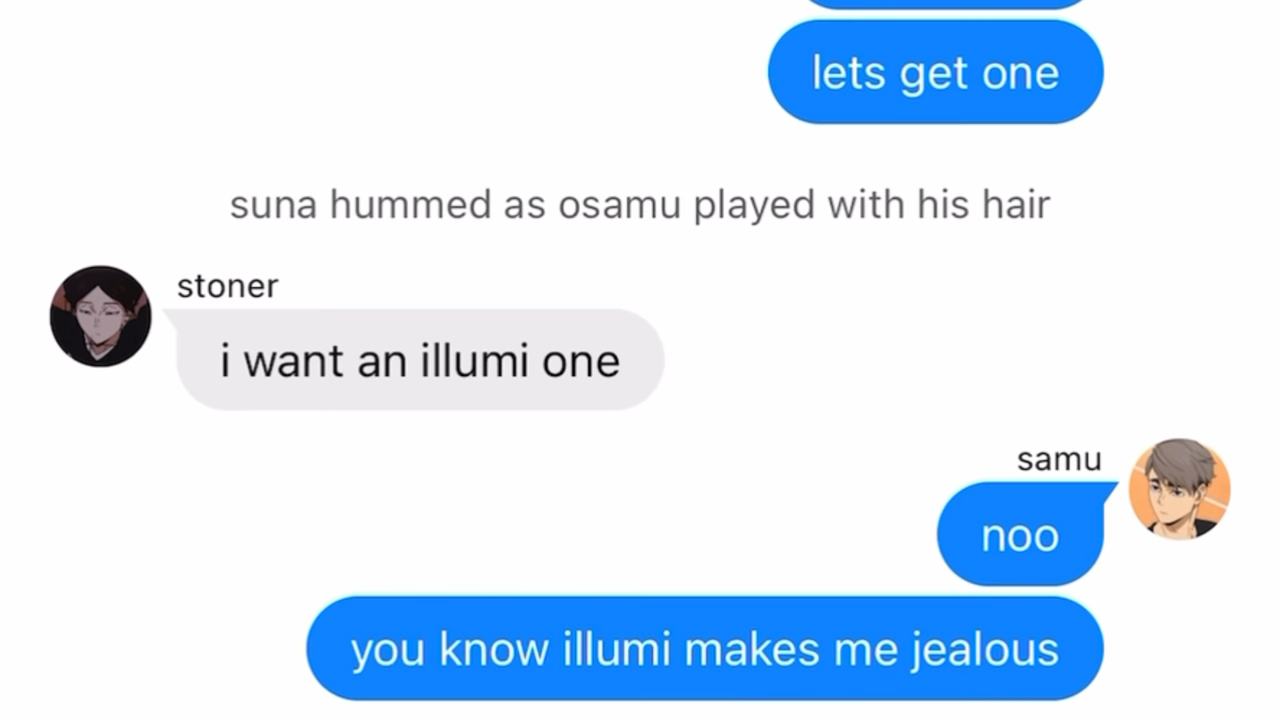 lets get one
suna hummed as osamu played with his hair
stoner
i want an illumi one
samu
noo
you know illumi makes me jealous